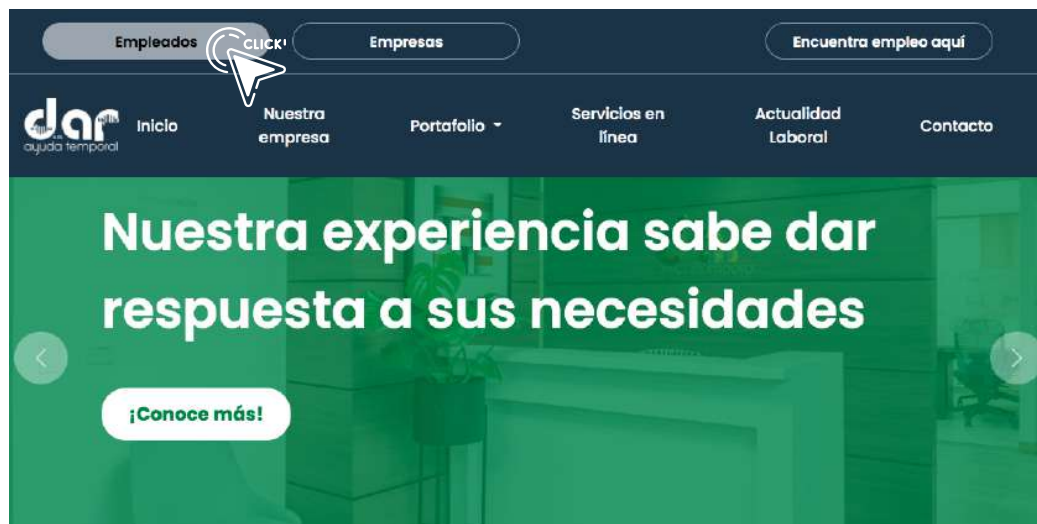 Empleados
CLICK!
Empresas
Encuentra empleo aquí
dar
ayuda temporal
Inicio
Nuestra
empresa
Portafolio
Servicios en
línea
Actualidad
Laboral
Contacto
Nuestra experiencia sabe dar
respuesta a sus necesidades
¡Conoce más!